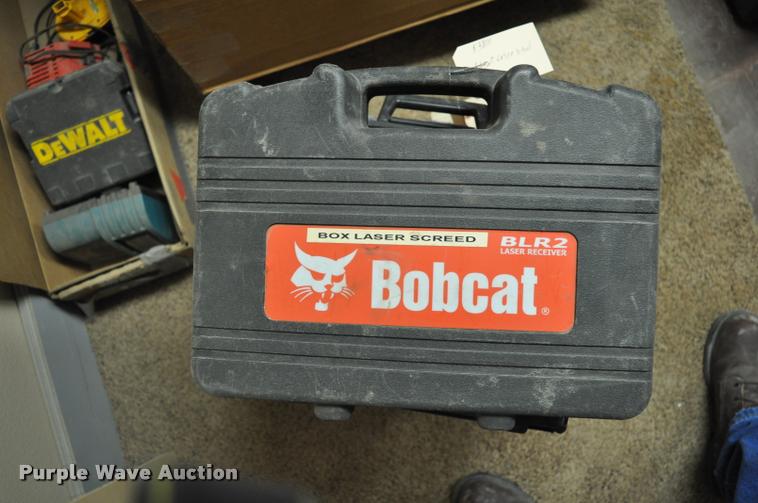 DEWALT
BOX LASER SCREED
BLR2
LASER RECEIVER
Bobcat®
Purple Wave Auction